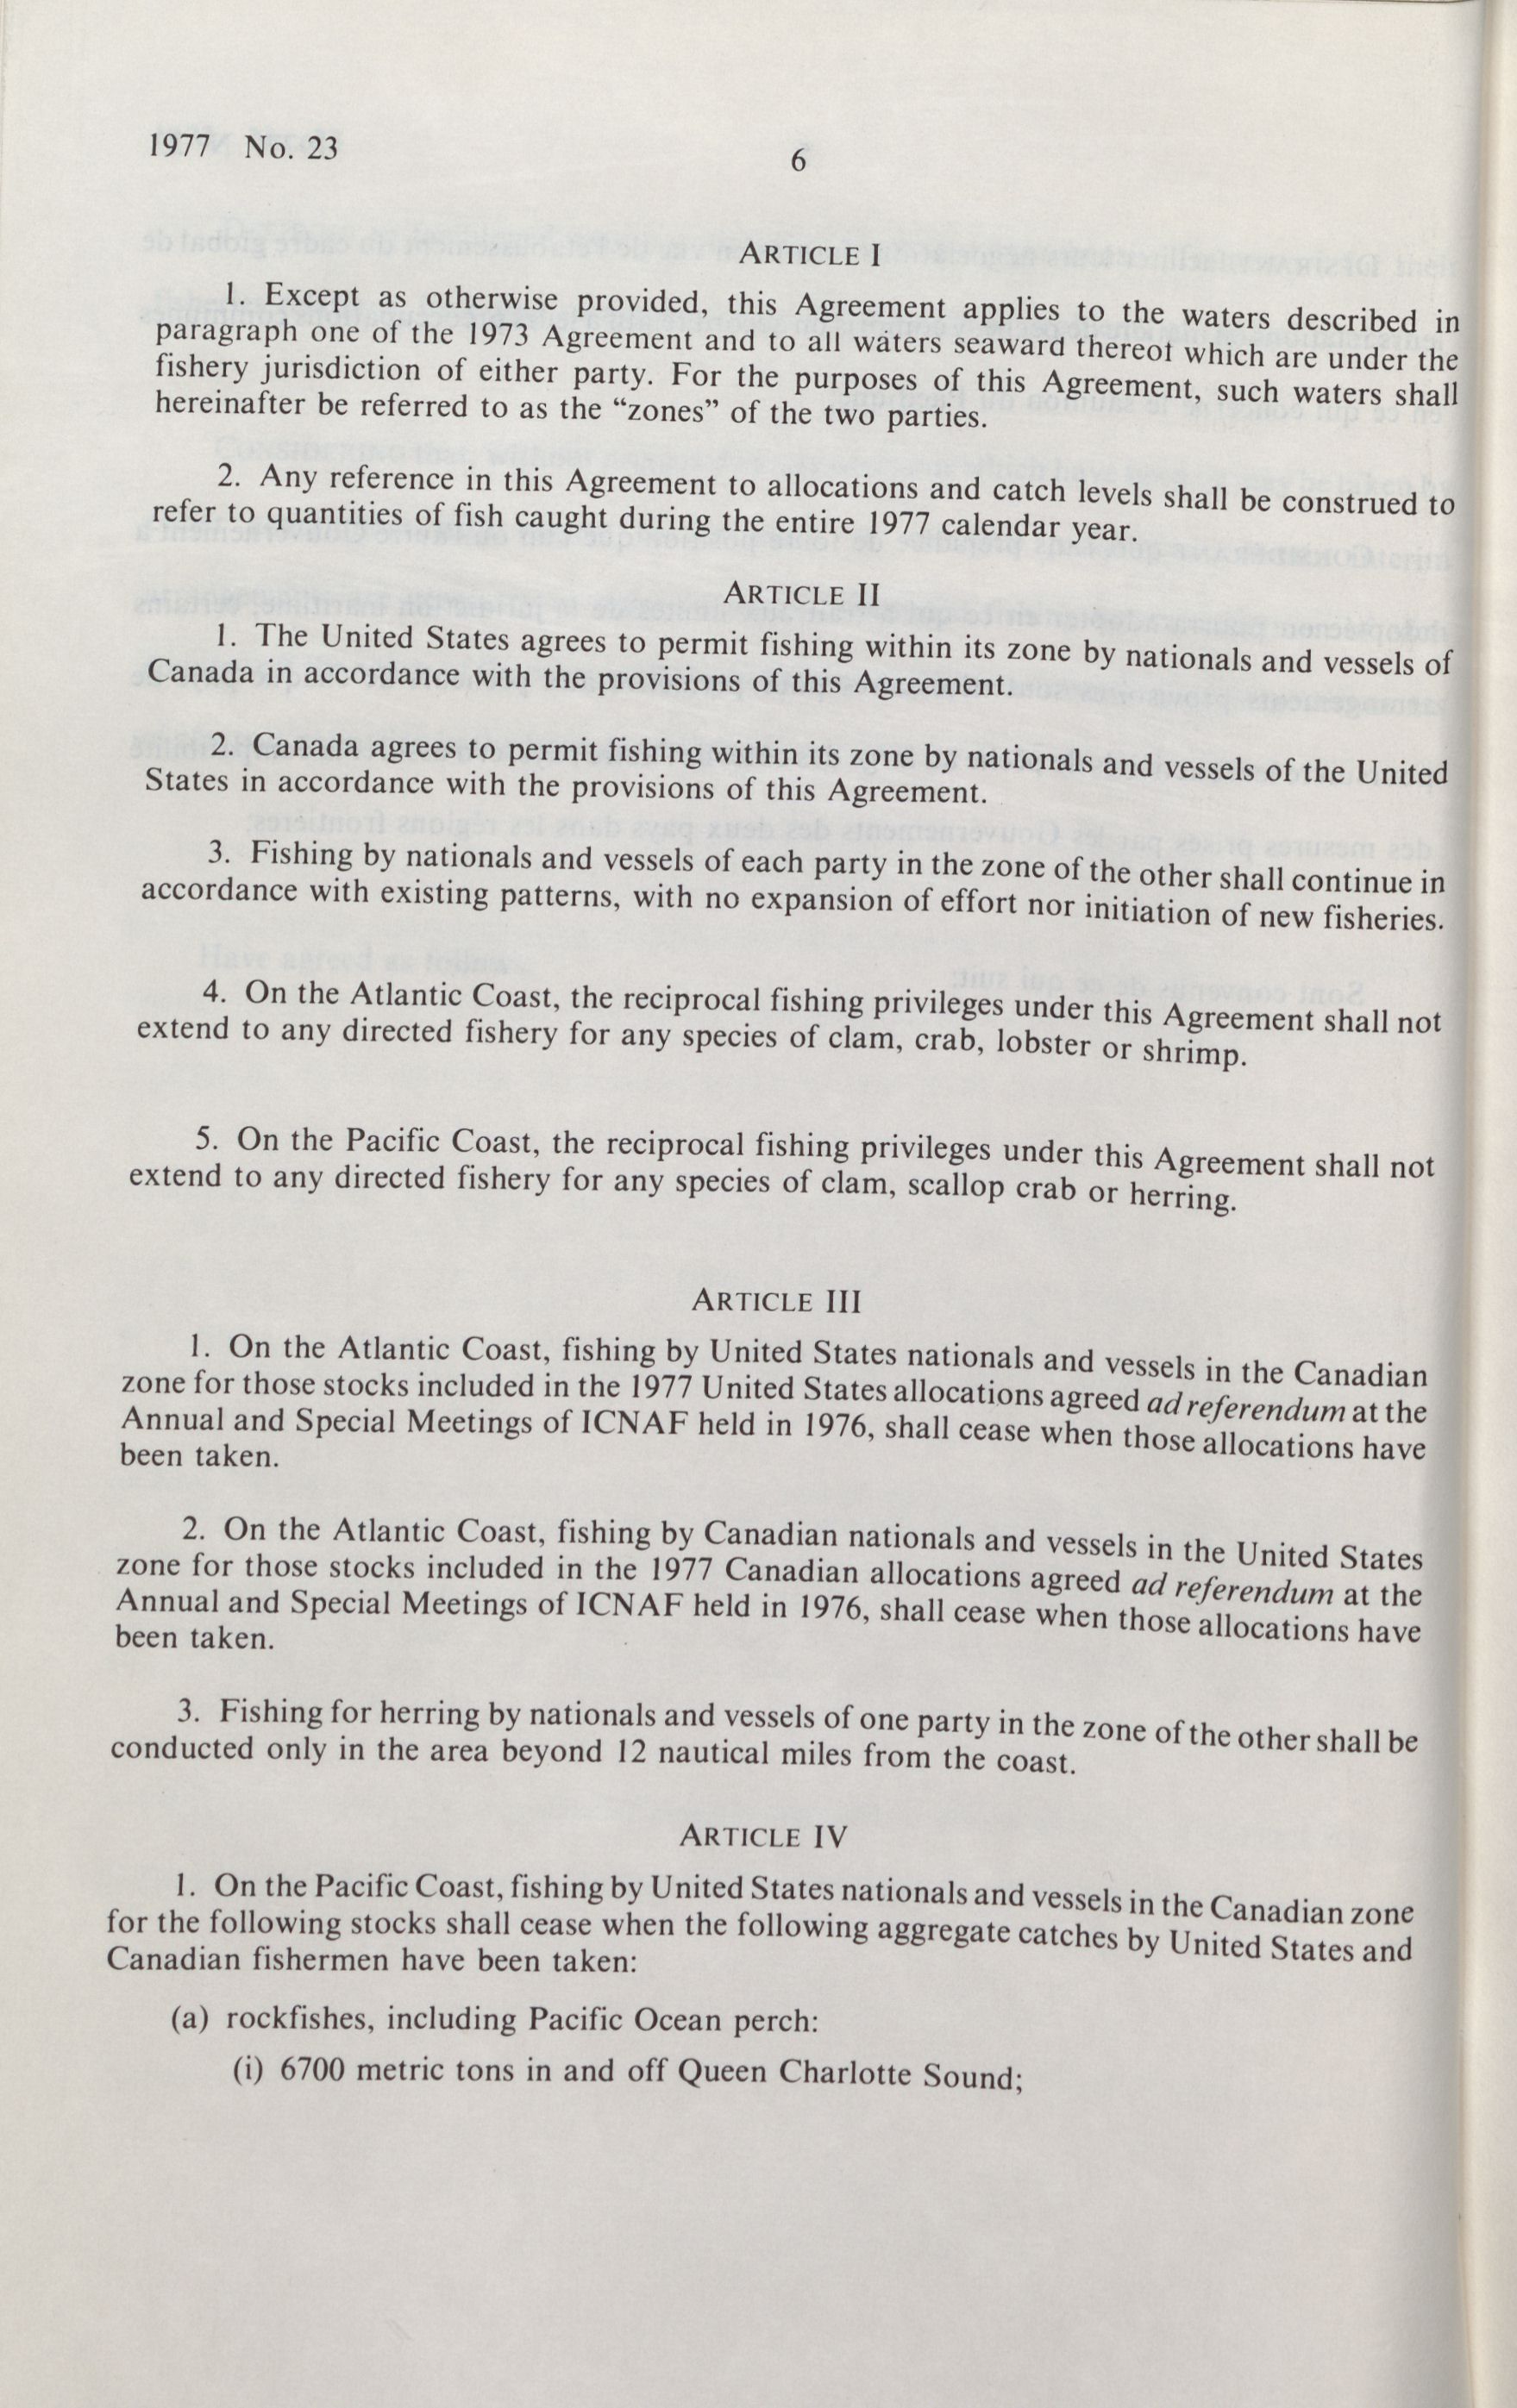 1977 No. 23
6
ARTICLE I
1. Except as otherwise provided, this Agreement applies to the waters described in
paragraph one of the 1973 Agreement and to all waters seaward thereof which are under the
fishery jurisdiction of either party. For the purposes of this Agreement, such waters shall
hereinafter be referred to as the “zones” of the two parties.
2. Any reference in this Agreement to allocations and catch levels shall be construed to
refer to quantities of fish caught during the entire 1977 calendar year.
ARTICLE II
1. The United States agrees to permit fishing within its zone by nationals and vessels of
Canada in accordance with the provisions of this Agreement.
2. Canada agrees to permit fishing within its zone by nationals and vessels of the United
States in accordance with the provisions of this Agreement.
3. Fishing by nationals and vessels of each party in the zone of the other shall continue in
accordance with existing patterns, with no expansion of effort nor initiation of new fisheries.
4. On the Atlantic Coast, the reciprocal fishing privileges under this Agreement shall not
extend to any directed fishery for any species of clam, crab, lobster or shrimp.
5. On the Pacific Coast, the reciprocal fishing privileges under this Agreement shall not
extend to any directed fishery for any species of clam, scallop crab or herring.
ARTICLE III
1. On the Atlantic Coast, fishing by United States nationals and vessels in the Canadian
zone for those stocks included in the 1977 United States allocations agreed ad referendum at the
Annual and Special Meetings of ICNAF held in 1976, shall cease when those allocations have
been taken.
2. On the Atlantic Coast, fishing by Canadian nationals and vessels in the United States
zone for those stocks included in the 1977 Canadian allocations agreed ad referendum at the
Annual and Special Meetings of ICNAF held in 1976, shall cease when those allocations have
been taken.
3. Fishing for herring by nationals and vessels of one party in the zone of the other shall be
conducted only in the area beyond 12 nautical miles from the coast.
ARTICLE IV
1. On the Pacific Coast, fishing by United States nationals and vessels in the Canadian zone
for the following stocks shall cease when the following aggregate catches by United States and
Canadian fishermen have been taken:
(a) rockfishes, including Pacific Ocean perch:
(i) 6700 metric tons in and off Queen Charlotte Sound;